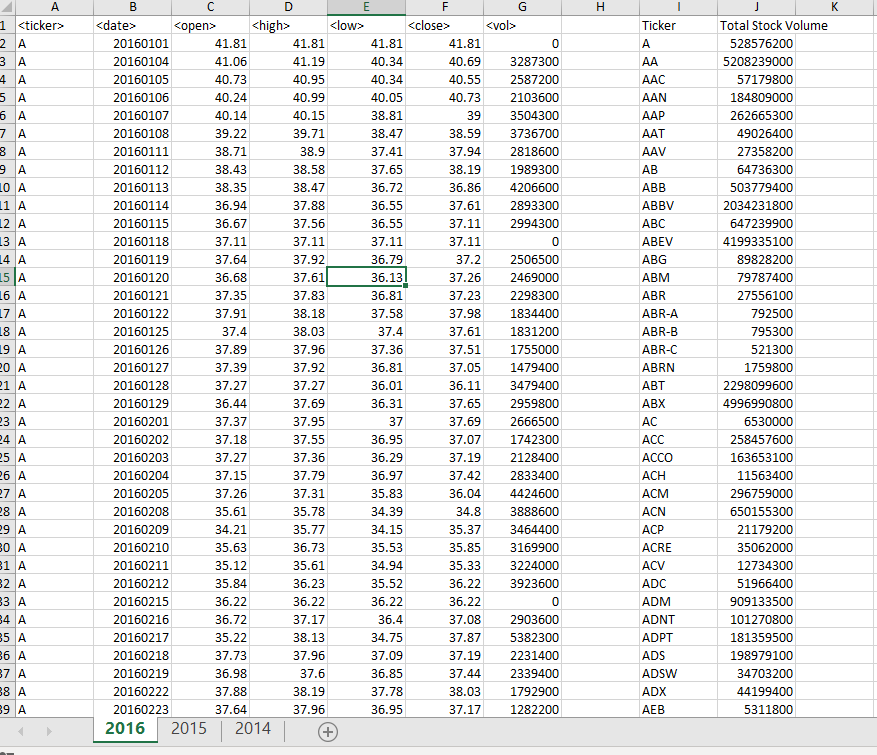 A B C D E F G H I J K
1 <ticker> <date> <open> <high> <low> <close> <vol> Ticker Total Stock Volume
2 A 20160101 41.81 41.81 41.81 41.81 0 A 528576200
3 A 20160104 41.06 41.19 40.34 40.69 3287300 AA 5208239000
4 A 20160105 40.73 40.95 40.34 40.55 2587200 AAC 57179800
5 A 20160106 40.24 40.99 40.05 40.73 2103600 AAN 184809000
6 A 20160107 40.14 40.15 38.81 39 3504300 AAP 262665300
7 A 20160108 39.22 39.71 38.47 38.59 3736700 AAT 49026400
8 A 20160111 38.71 38.9 37.41 37.94 2818600 AAV 27358200
9 A 20160112 38.43 38.58 37.65 38.19 1989300 AB 64736300
10 A 20160113 38.35 38.47 36.72 36.86 4206600 ABB 503779400
11 A 20160114 36.94 37.88 36.55 37.61 2893300 ABBV 2034231800
12 A 20160115 36.67 37.56 36.55 37.11 2994300 ABC 647239900
13 A 20160118 37.11 37.11 37.11 37.11 0 ABEV 4199335100
14 A 20160119 37.64 37.92 36.79 37.2 2506500 ABG 89828200
15 A 20160120 36.68 37.61 36.13 37.26 2469000 ABM 79787400
16 A 20160121 37.35 37.83 36.81 37.23 2298300 ABR 27556100
17 A 20160122 37.91 38.18 37.58 37.98 1834400 ABR-A 792500
18 A 20160125 37.4 38.03 37.4 37.61 1831200 ABR-B 795300
19 A 20160126 37.89 37.96 37.36 37.51 1755000 ABR-C 521300
20 A 20160127 37.39 37.92 36.81 37.05 1479400 ABRN 1759800
21 A 20160128 37.27 37.27 36.01 36.11 3479400 ABT 2298099600
22 A 20160129 36.44 37.69 36.31 37.65 2959800 ABX 4996990800
23 A 20160201 37.37 37.95 37 37.69 2666500 AC 6530000
24 A 20160202 37.18 37.55 36.95 37.07 1742300 ACC 258457600
25 A 20160203 37.27 37.36 36.29 37.19 2128400 ACCO 163653100
26 A 20160204 37.15 37.79 36.97 37.42 2833400 ACH 11563400
27 A 20160205 37.26 37.31 35.83 36.04 4424600 ACM 296759000
28 A 20160208 35.61 35.78 34.39 34.8 3888600 ACN 650155300
29 A 20160209 34.21 35.77 34.15 35.37 3464400 ACP 21179200
30 A 20160210 35.63 36.73 35.53 35.85 3169900 ACRE 35062000
31 A 20160211 35.12 35.61 34.94 35.33 3224000 ACV 12734300
32 A 20160212 35.84 36.23 35.52 36.22 3923600 ADC 51966400
33 A 20160215 36.22 36.22 36.22 36.22 0 ADM 909133500
34 A 20160216 36.72 37.17 36.4 37.08 2903600 ADNT 101270800
35 A 20160217 35.22 38.13 34.75 37.87 5382300 ADPT 181359500
36 A 20160218 37.73 37.96 37.09 37.19 2231400 ADS 198979100
37 A 20160219 36.98 37.6 36.85 37.44 2339400 ADSW 34703200
38 A 20160222 37.88 38.19 37.78 38.03 1792900 ADX 44199400
39 A 20160223 37.64 37.96 36.95 37.17 1282200 AEB 5311800
2016 2015 2014